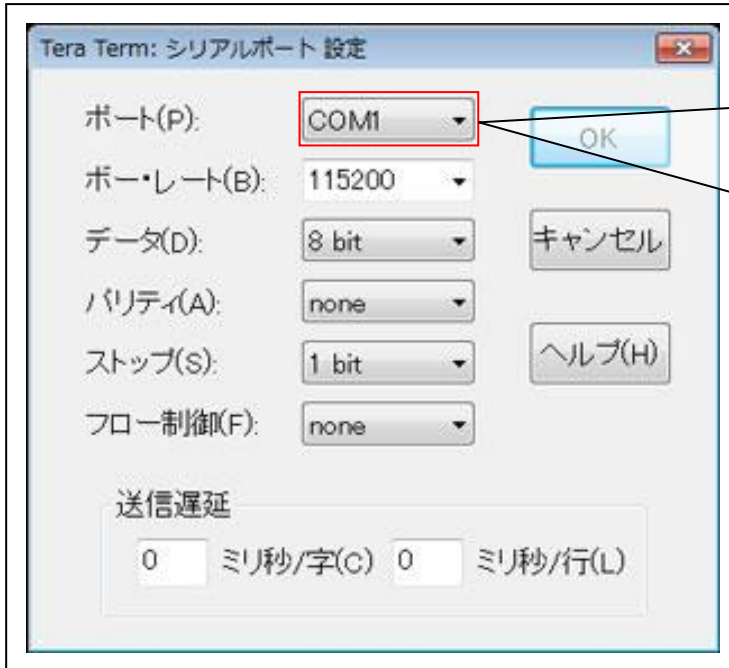 Tera Term: シリアルポート 設定
ポート(P): COM1
OK
ボー・レート(B): 115200
データ(D): 8 bit
キャンセル
パリティ(A): none
ストップ(S): 1 bit
ヘルプ(H)
フロー制御(F): none
送信遅延
0 ミリ秒/字(C) 0 ミリ秒/行(L)